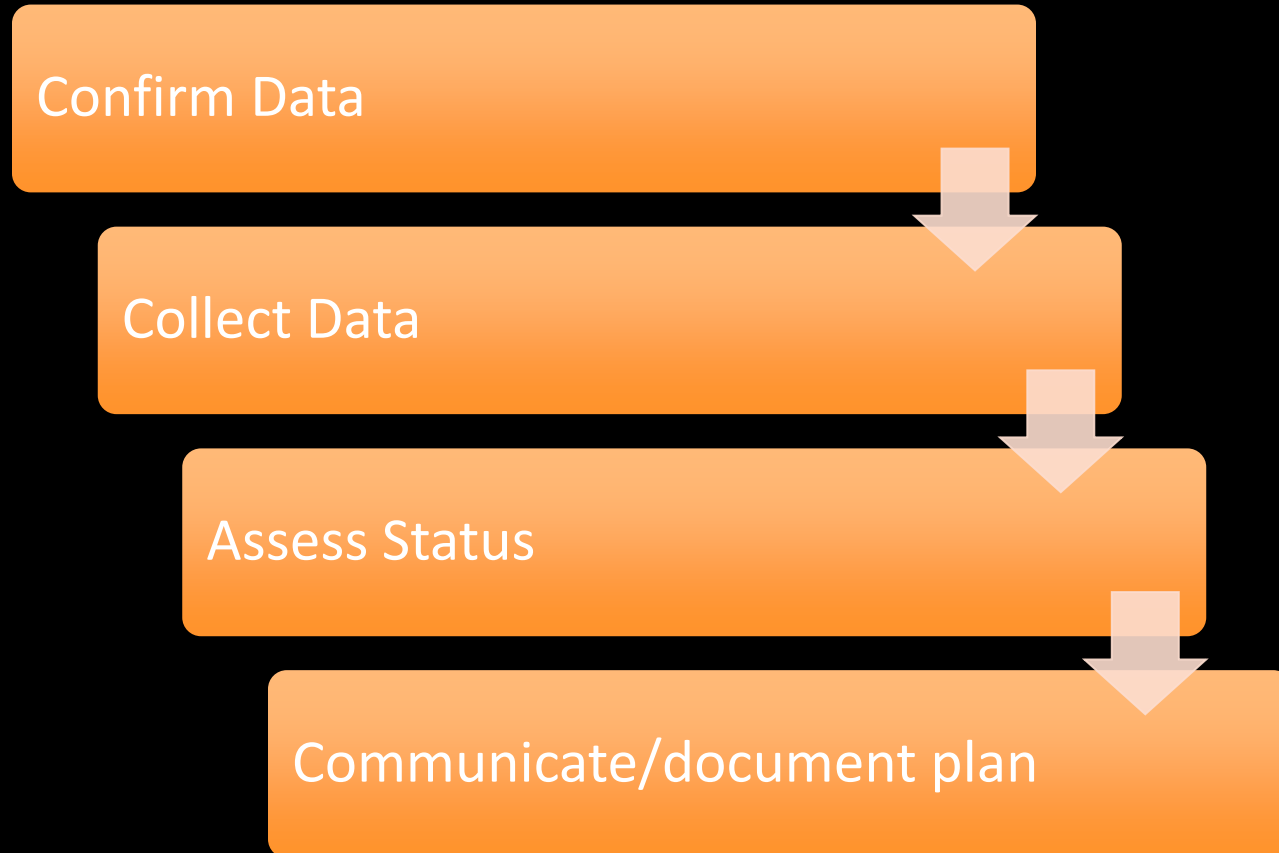 Confirm Data
Collect Data
Assess Status
Communicate/document plan